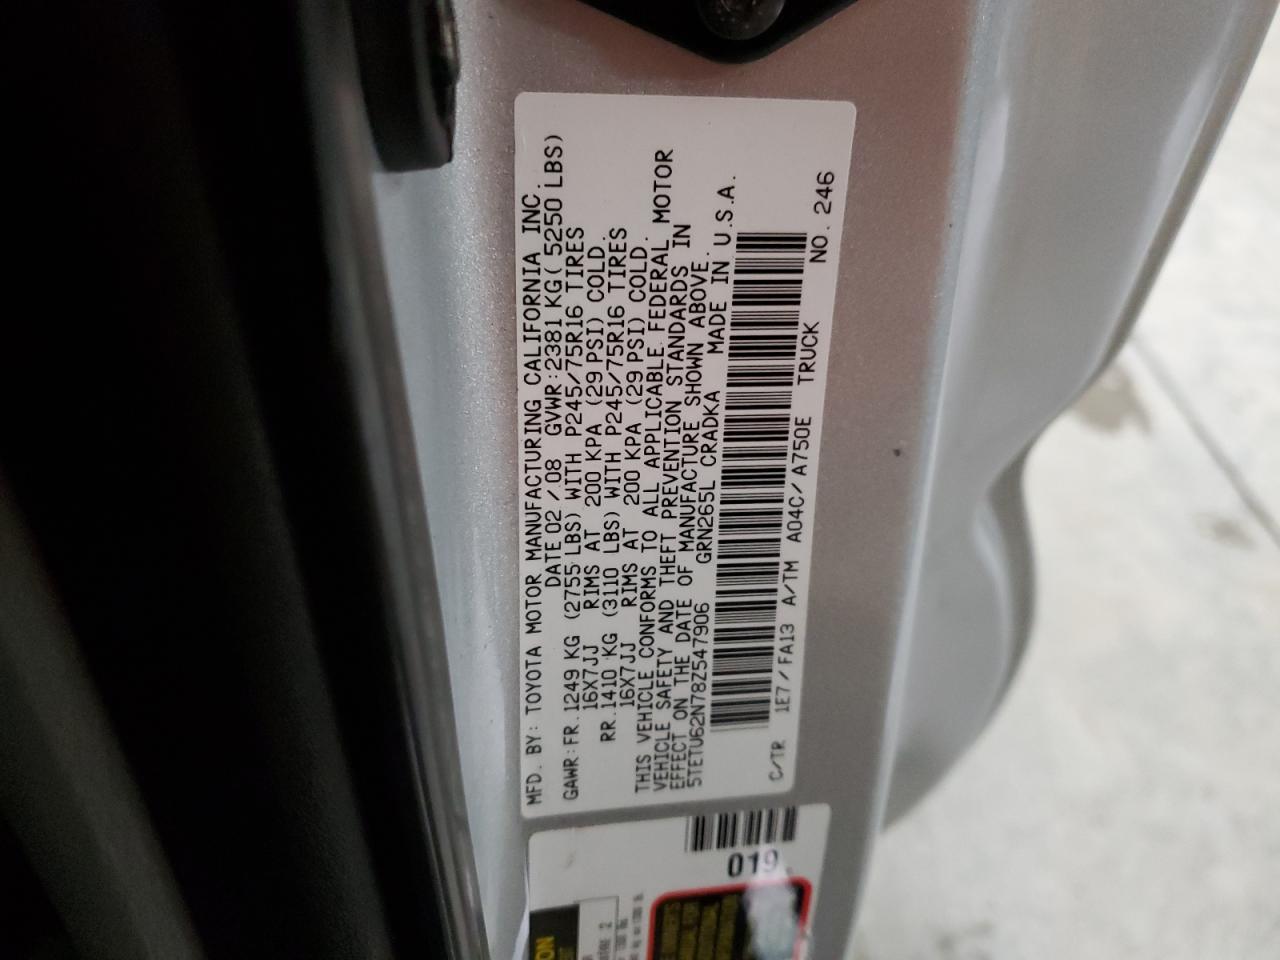 MFD. BY: TOYOTA MOTOR MANUFACTURING CALIFORNIA INC.
DATE 02/08 GVWR:2381 KG( 5250 LBS)
GAWR:FR.1249 KG (2755 LBS) WITH P245/75R16 TIRES
16X7JJ RIMS AT 200 KPA (29 PSI) COLD.
RR.1410 KG (3110 LBS) WITH P245/75R16 TIRES
16X7JJ RIMS AT 200 KPA (29 PSI) COLD.
THIS VEHICLE CONFORMS TO ALL APPLICABLE FEDERAL MOTOR
VEHICLE SAFETY AND THEFT PREVENTION STANDARDS IN
EFFECT ON THE DATE OF MANUFACTURE SHOWN ABOVE.
5TETU62N78Z547906 GRN265L CRADKA MADE IN U.S.A.
C/TR 1E7/FA13 A/TM A04C/A750E TRUCK NO. 246
019